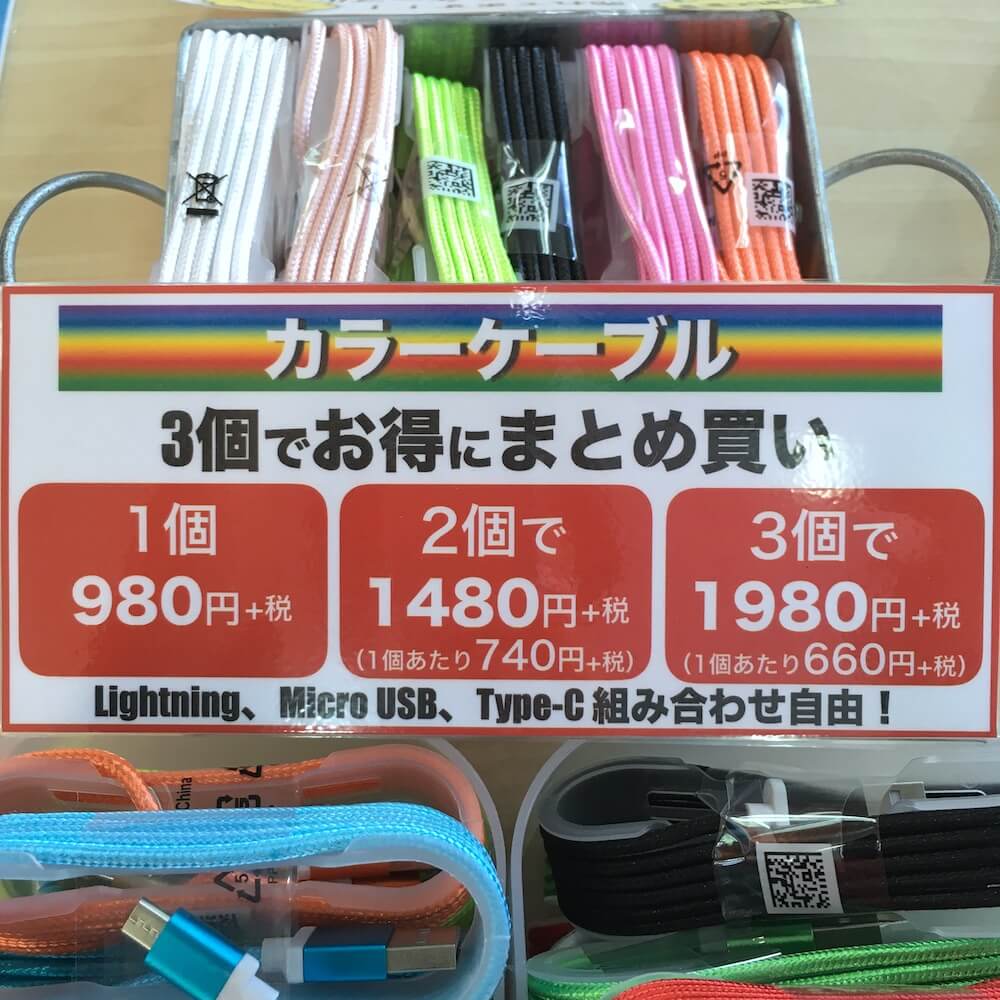 カラーケーブル
3個でお得にまとめ買い
1個
980円+税
2個で
1480円+税
(1個あたり740円+税)
3個で
1980円+税
(1個あたり660円+税)
Lightning、Micro USB、Type-C 組み合わせ自由！
China